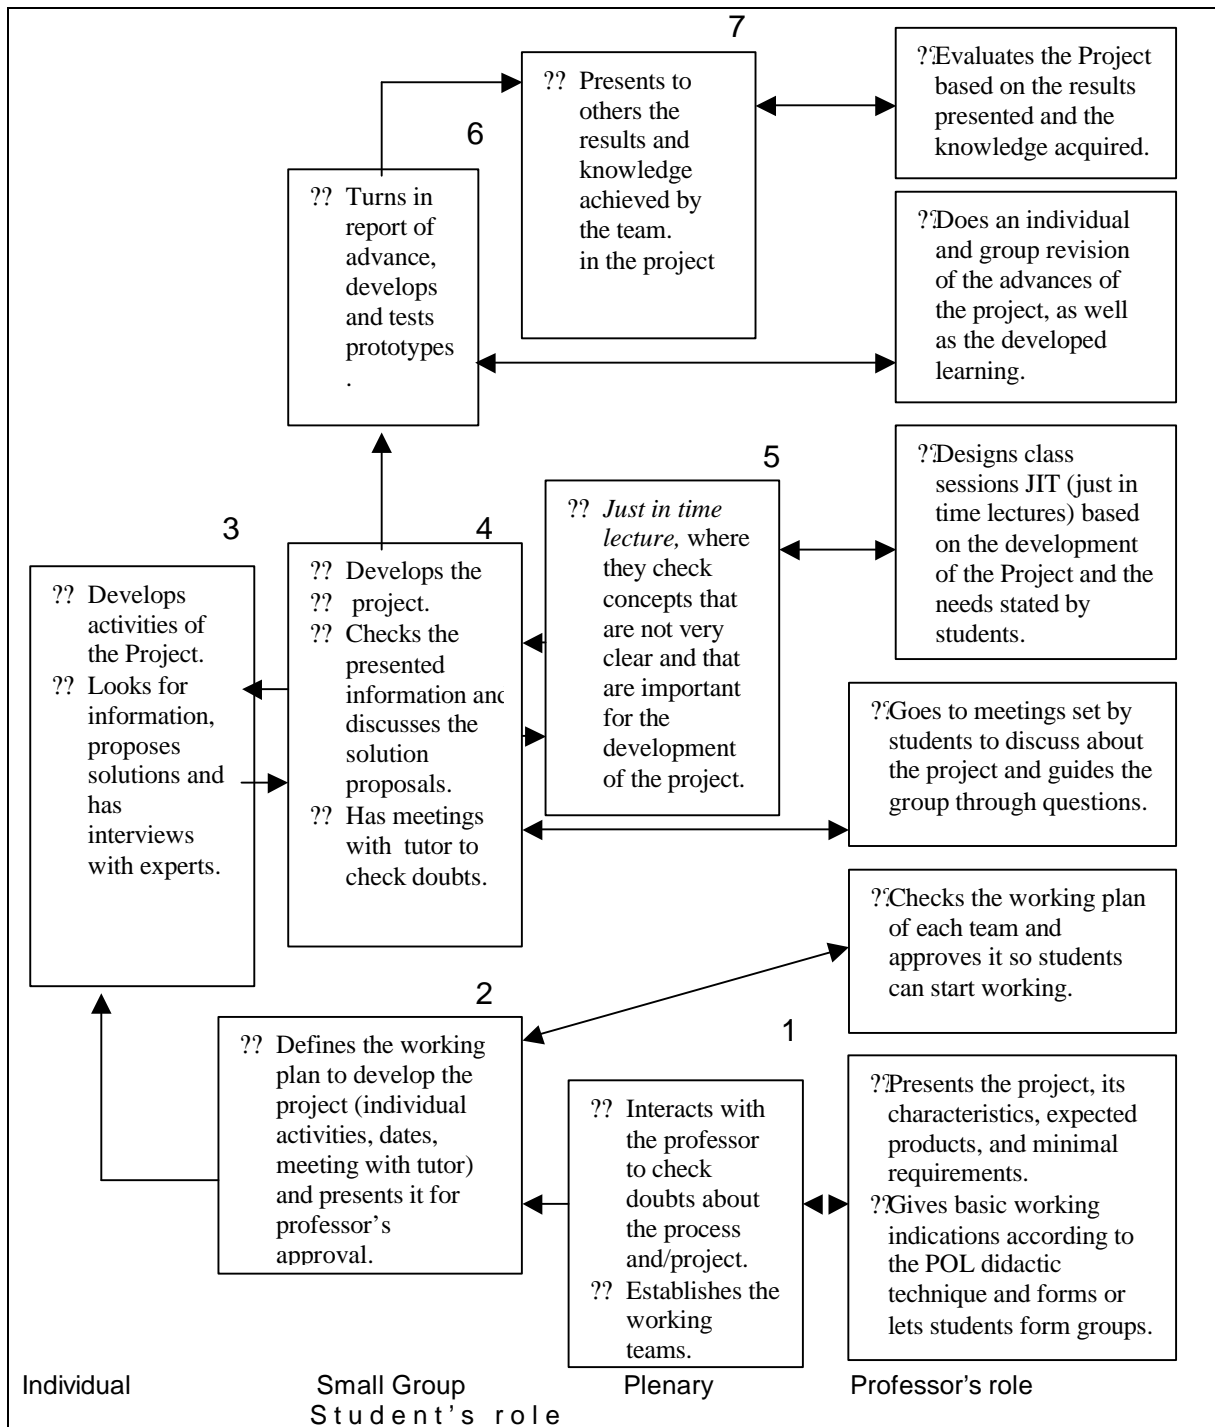 7
?? Presents to
others the
results and
knowledge
achieved by
the team.
in the project
??Evaluates the Project
based on the results
presented and the
knowledge acquired.
6
?? Turns in
report of
advance,
develops
and tests
prototypes
.
??Does an individual
and group revision
of the advances of
the project, as well
as the developed
learning.
5
?? Just in time
lecture, where
they check
concepts that
are not very
clear and that
are important
for the
development
of the project.
??Designs class
sessions JIT (just in
time lectures) based
on the development
of the Project and the
needs stated by
students.
3
?? Develops
activities of
the Project.
?? Looks for
information,
proposes
solutions and
has
interviews
with experts.
4
?? Develops the
?? project.
?? Checks the
presented
information and
discusses the
solution
proposals.
?? Has meetings
with tutor to
check doubts.
??Goes to meetings set by
students to discuss about
the project and guides the
group through questions.
??Checks the working plan
of each team and
approves it so students
can start working.
2
?? Defines the working
plan to develop the
project (individual
activities, dates,
meeting with tutor)
and presents it for
professor's
approval.
1
?? Interacts with
the professor
to check
doubts about
the process
and/project.
?? Establishes the
working
teams.
??Presents the project, its
characteristics, expected
products, and minimal
requirements.
??Gives basic working
indications according to
the POL didactic
technique and forms or
lets students form groups.
Individual Small Group Plenary Professor's role
Student's role